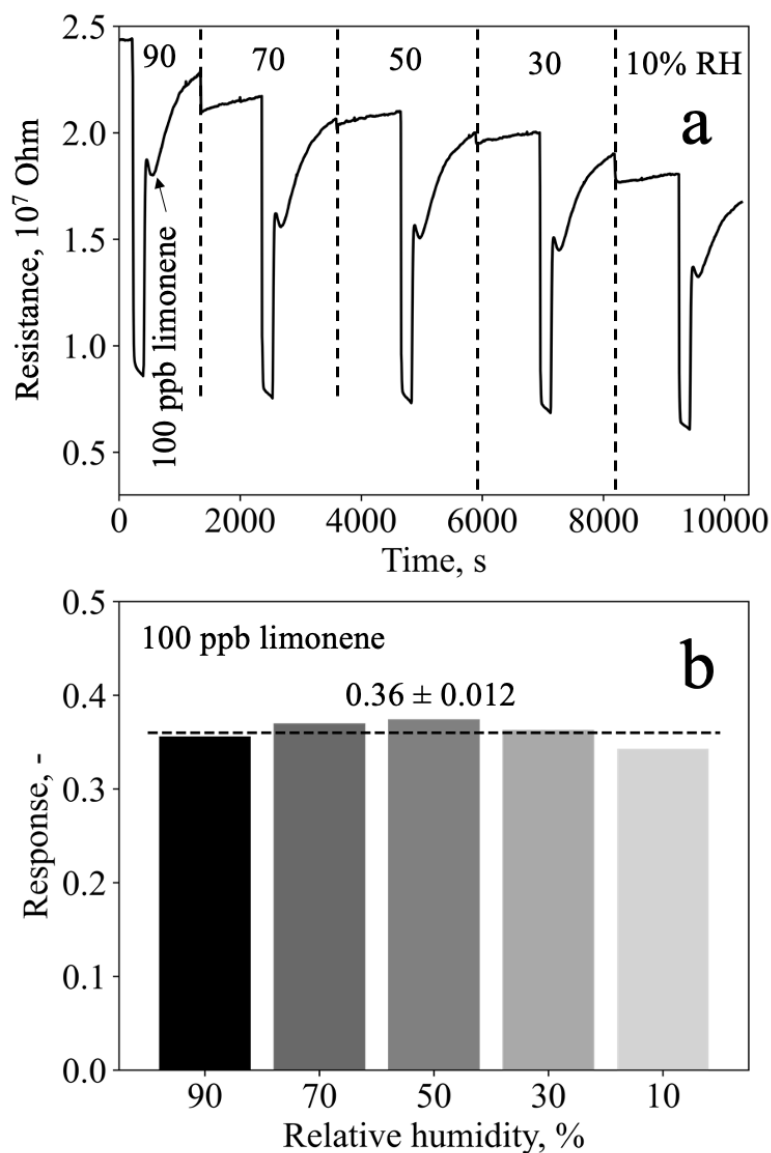 2.5
2.0
1.5
1.0
0.5
Resistance, 10⁷ Ohm
90
70
50
30
10% RH
a
100 ppb limonene
0
2000
4000
6000
8000
10000
Time, s
0.5
0.4
0.3
0.2
0.1
0.0
Response, -
100 ppb limonene
b
0.36 ± 0.012
90
70
50
30
10
Relative humidity, %